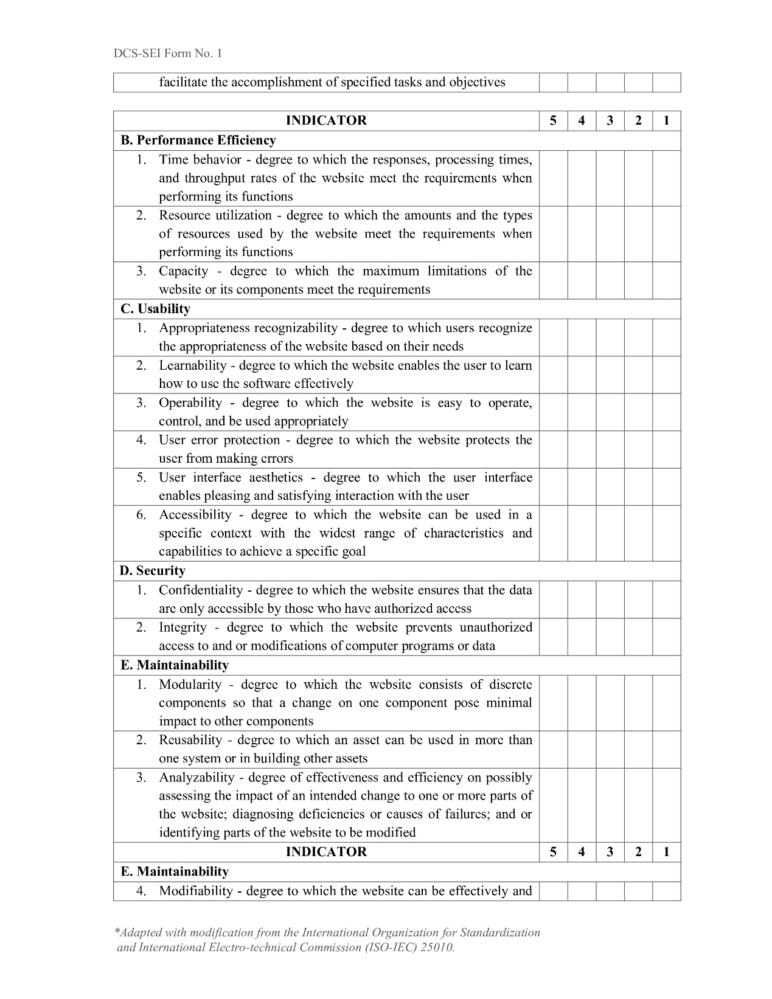 DCS-SEI Form No. 1
facilitate the accomplishment of specified tasks and objectives
INDICATOR 5 4 3 2 1
B. Performance Efficiency
1. Time behavior - degree to which the responses, processing times,
and throughput rates of the website meet the requirements when
performing its functions
2. Resource utilization - degree to which the amounts and the types
of resources used by the website meet the requirements when
performing its functions
3. Capacity - degree to which the maximum limitations of the
website or its components meet the requirements
C. Usability
1. Appropriateness recognizability - degree to which users recognize
the appropriateness of the website based on their needs
2. Learnability - degree to which the website enables the user to learn
how to use the software effectively
3. Operability - degree to which the website is easy to operate,
control, and be used appropriately
4. User error protection - degree to which the website protects the
user from making errors
5. User interface aesthetics - degree to which the user interface
enables pleasing and satisfying interaction with the user
6. Accessibility - degree to which the website can be used in a
specific context with the widest range of characteristics and
capabilities to achieve a specific goal
D. Security
1. Confidentiality - degree to which the website ensures that the data
are only accessible by those who have authorized access
2. Integrity - degree to which the website prevents unauthorized
access to and or modifications of computer programs or data
E. Maintainability
1. Modularity - degree to which the website consists of discrete
components so that a change on one component pose minimal
impact to other components
2. Reusability - degree to which an asset can be used in more than
one system or in building other assets
3. Analyzability - degree of effectiveness and efficiency on possibly
assessing the impact of an intended change to one or more parts of
the website; diagnosing deficiencies or causes of failures; and or
identifying parts of the website to be modified
INDICATOR 5 4 3 2 1
E. Maintainability
4. Modifiability - degree to which the website can be effectively and
*Adapted with modification from the International Organization for Standardization
and International Electro-technical Commission (ISO-IEC) 25010.